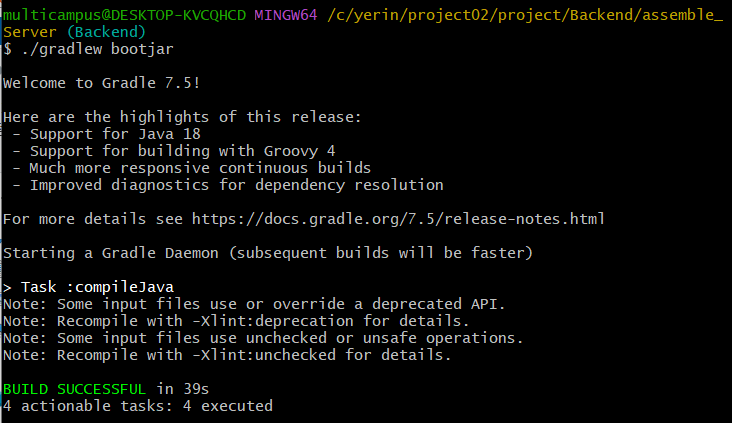 multicampus@DESKTOP-KVCQHCD MINGW64 /c/yerin/project02/project/Backend/assemble_
Server (Backend)
$ ./gradlew bootjar
Welcome to Gradle 7.5!
Here are the highlights of this release:
 - Support for Java 18
 - Support for building with Groovy 4
 - Much more responsive continuous builds
 - Improved diagnostics for dependency resolution
For more details see https://docs.gradle.org/7.5/release-notes.html
Starting a Gradle Daemon (subsequent builds will be faster)
> Task :compileJava
Note: Some input files use or override a deprecated API.
Note: Recompile with -Xlint:deprecation for details.
Note: Some input files use unchecked or unsafe operations.
Note: Recompile with -Xlint:unchecked for details.
BUILD SUCCESSFUL in 39s
4 actionable tasks: 4 executed